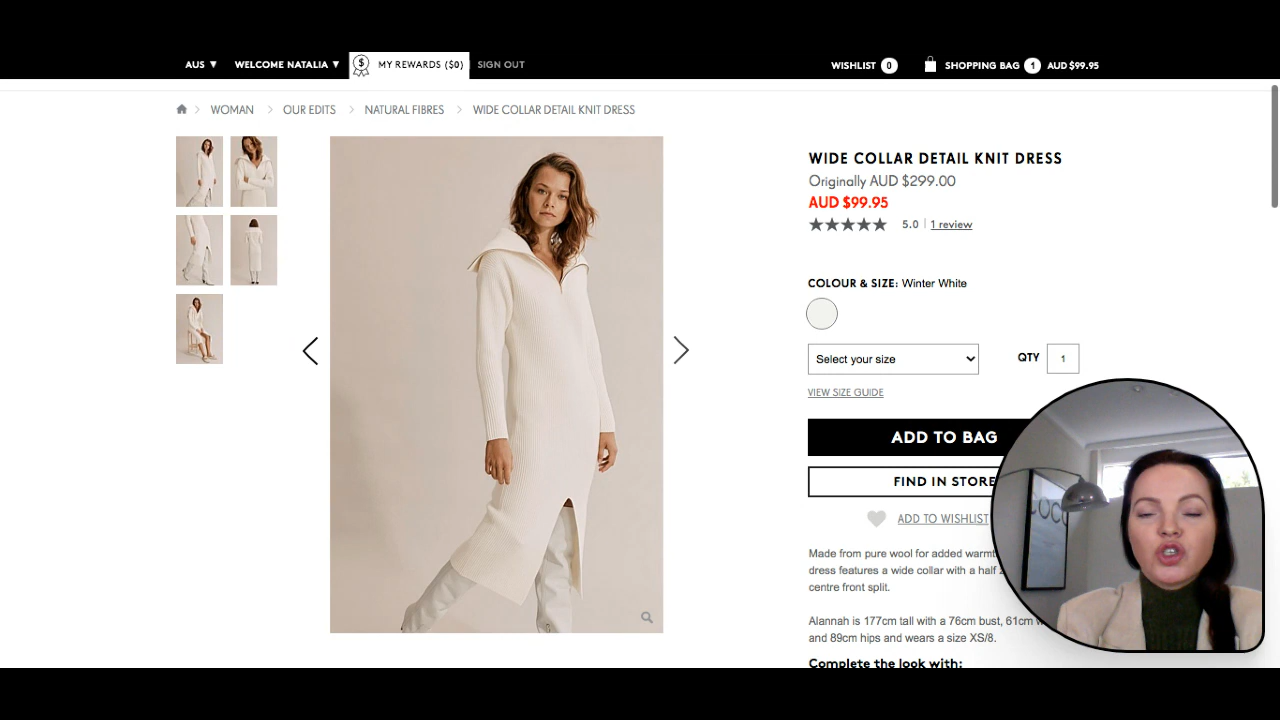 AUS ▼ WELCOME NATALIA ▼ $ MY REWARDS ($0) SIGN OUT WISHLIST 0 SHOPPING BAG 1 AUD $99.95
WOMAN > OUR EDITS > NATURAL FIBRES > WIDE COLLAR DETAIL KNIT DRESS
WIDE COLLAR DETAIL KNIT DRESS
Originally AUD $299.00
AUD $99.95
★★★★★ 5.0 | 1 review
COLOUR & SIZE: Winter White
Select your size QTY 1
VIEW SIZE GUIDE
ADD TO BAG
FIND IN STORE
ADD TO WISHLIST
Made from pure wool for added
dress features a wide collar with a half
centre front split.
Alannah is 177cm tall with a 76cm bust, 61cm
and 89cm hips and wears a size XS/8.
Complete the look with: